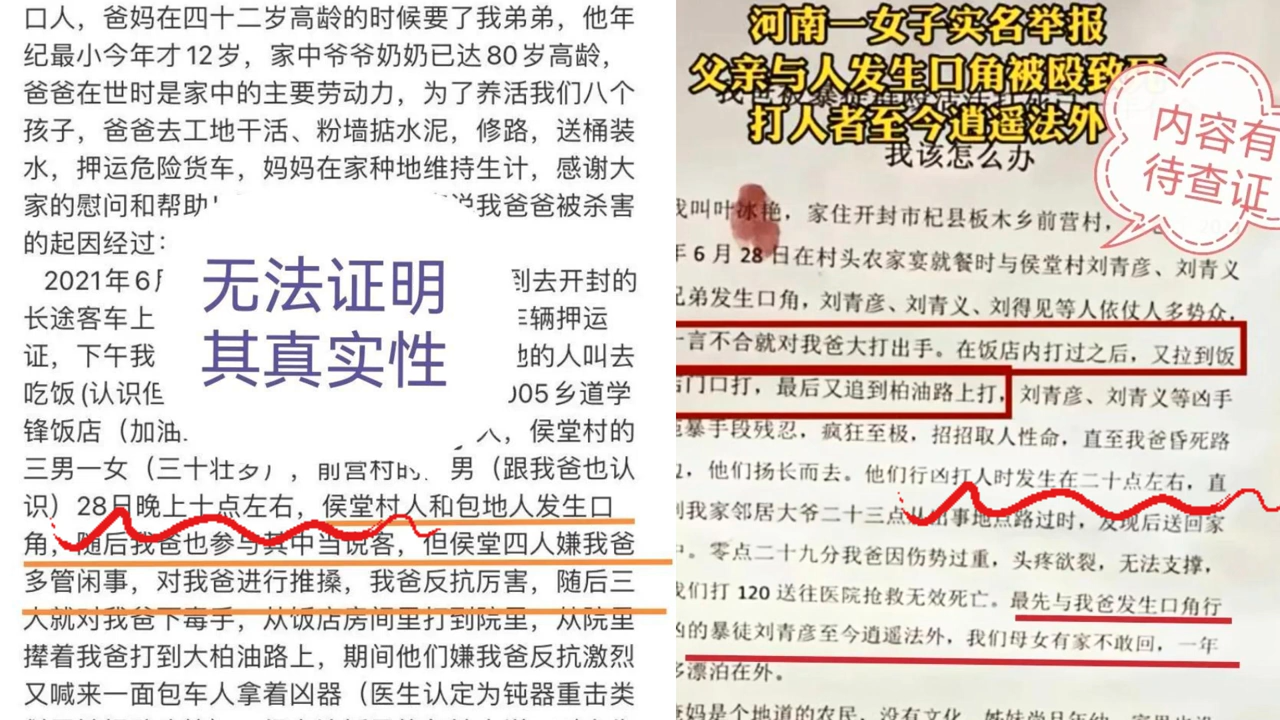 口人，爸妈在四十二岁高龄的时候要了我弟弟，他年
纪最小今年才12岁，家中爷爷奶奶已达80岁高龄，
爸爸在世时是家中的主要劳动力，为了养活我们八个
孩子，爸爸去工地干活、粉墙掂水泥，修路，送桶装
水，押运危险货车，妈妈在家种地维持生计，感谢大
家的慰问和帮助
我爸爸被杀害
的起因经过：
2021年6月
到去开封的
长途客车上
车辆押运
证，下午我
他的人叫去
吃饭(认识但
005乡道学
锋饭店（加油
人，侯堂村的
三男一女（三十壮岁），前营村的
男（跟我爸也认
识）28日晚上十点左右，侯堂村人和包地人发生口
角，随后我爸也参与其中当说客，但侯堂四人嫌我爸
多管闲事，对我爸进行推搡，我爸反抗厉害，随后三
人就对我爸下毒手，从饭店房间里打到院里，从院里
撵着我爸打到大柏油路上，期间他们嫌我爸反抗激烈
又喊来一面包车人拿着凶器（医生认定为钝器重击类
无法证明
其真实性
河南一女子实名举报
父亲与人发生口角被殴致死
打人者至今逍遥法外
我该怎么办
内容有
待查证
我叫叶冰艳，家住开封市杞县板木乡前营村，
年6月28日在村头农家宴就餐时与侯堂村刘青彦、刘青义
兄弟发生口角，刘青彦、刘青义、刘得见等人依仗人多势众，
一言不合就对我爸大打出手。在饭店内打过之后，又拉到饭
店门口打，最后又追到柏油路上打，刘青彦、刘青义等凶手
施暴手段残忍，疯狂至极，招招取人性命，直至我爸昏死路
边，他们扬长而去。他们行凶打人时发生在二十点左右，直
到我家邻居大爷二十三点从出事地点路过时，发现后送回家
中。零点二十九分我爸因伤势过重，头疼欲裂，无法支撑，
我们打120送往医院抢救无效死亡。最先与我爸发生口角行
凶的暴徒刘青彦至今逍遥法外，我们母女有家不敢回，一年
多漂泊在外。
妈是个地道的农民，没有文化，